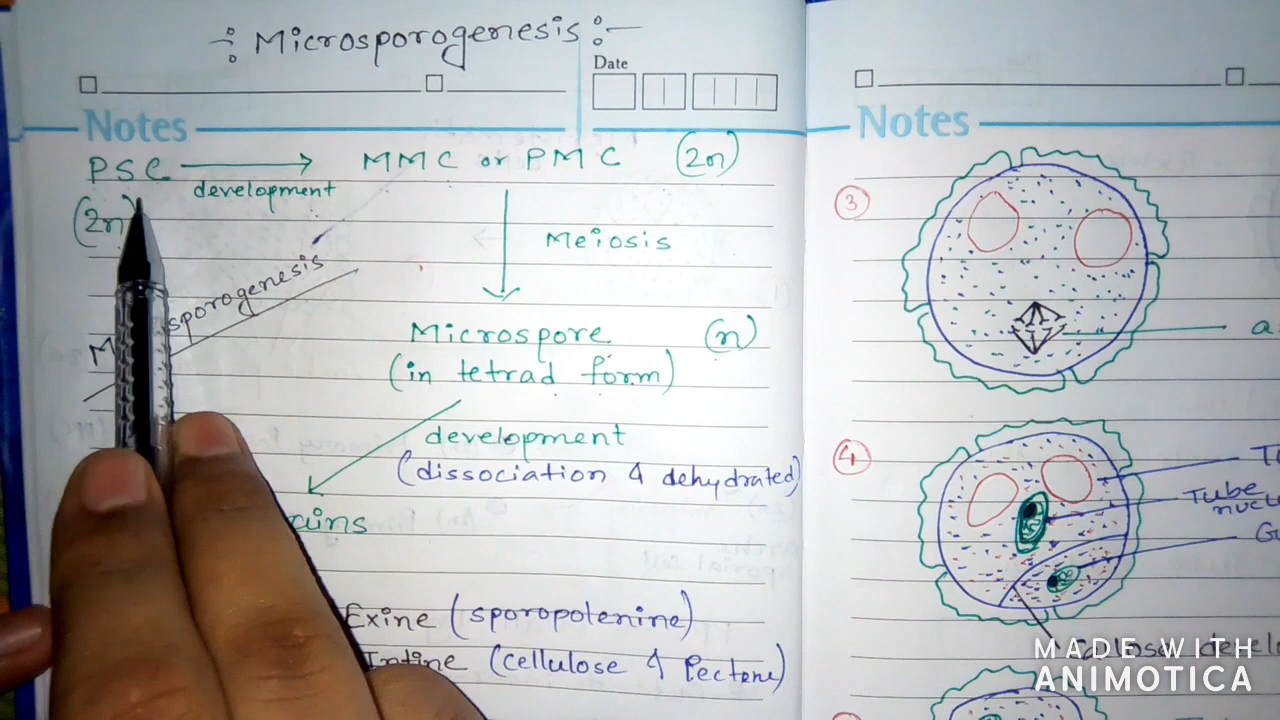 ÷ Microsporogenesis :-
Date
Notes
PSC development MMC or PMC (2n)
(2n)
Meiosis
sporogenesis
Microspore (n)
(in tetrad form)
development
(dissociation & dehydrated)
Exine (sporopolenine)
Intine (cellulose & Pectene)
Notes
3
a
4
Tube
MADE WITH
ANIMOTICA